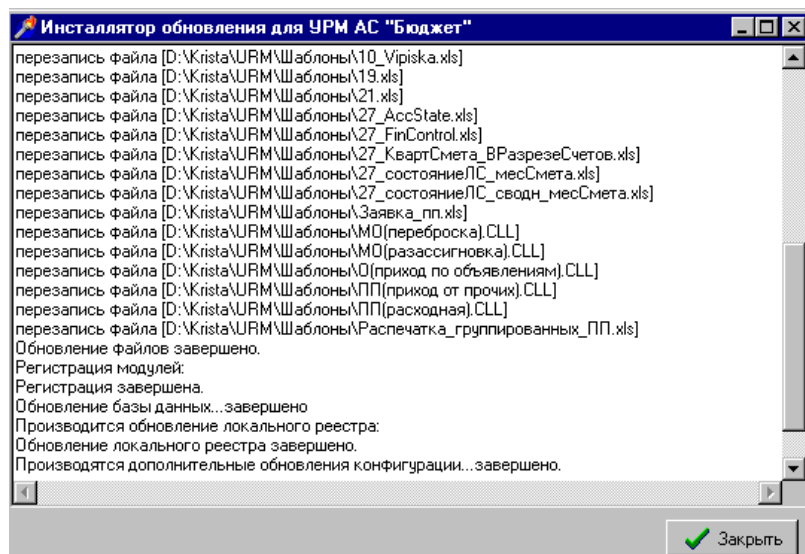 Инсталлятор обновления для УРМ АС "Бюджет"
перезапись файла [D:\Krista\URM\Шаблоны\10_Vipiska.xls]
перезапись файла [D:\Krista\URM\Шаблоны\19.xls]
перезапись файла [D:\Krista\URM\Шаблоны\21.xls]
перезапись файла [D:\Krista\URM\Шаблоны\27_AccState.xls]
перезапись файла [D:\Krista\URM\Шаблоны\27_FinControl.xls]
перезапись файла [D:\Krista\URM\Шаблоны\27_КвартСмета_ВРазрезеСчетов.xls]
перезапись файла [D:\Krista\URM\Шаблоны\27_состояниеЛС_месСмета.xls]
перезапись файла [D:\Krista\URM\Шаблоны\27_состояниеЛС_сводн_месСмета.xls]
перезапись файла [D:\Krista\URM\Шаблоны\Заявка_пп.xls]
перезапись файла [D:\Krista\URM\Шаблоны\МО(переброска).CLL]
перезапись файла [D:\Krista\URM\Шаблоны\МО(разассигновка).CLL]
перезапись файла [D:\Krista\URM\Шаблоны\О(приход по объявлениям).CLL]
перезапись файла [D:\Krista\URM\Шаблоны\ПП(приход от прочих).CLL]
перезапись файла [D:\Krista\URM\Шаблоны\ПП(расходная).CLL]
перезапись файла [D:\Krista\URM\Шаблоны\Распечатка_группированных_ПП.xls]
Обновление файлов завершено.
Регистрация модулей:
Регистрация завершена.
Обновление базы данных...завершено
Производится обновление локального реестра:
Обновление локального реестра завершено.
Производятся дополнительные обновления конфигурации...завершено.
Закрыть